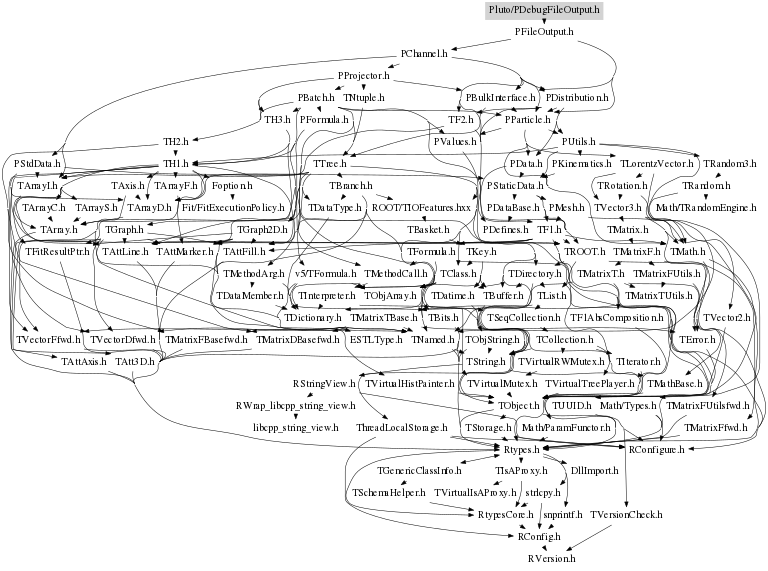 Pluto/PDebugFileOutput.h
PFileOutput.h
PChannel.h
PProjector.h
PBatch.h TNtuple.h PBulkInterface.h PDistribution.h
TH3.h PFormula.h TF2.h PParticle.h
TH2.h PValues.h PUtils.h
PStdData.h TH1.h TTree.h PData.h PKinematics.h TLorentzVector.h TRandom3.h
TArrayI.h TAxis.h TArrayF.h Foption.h TBranch.h PStaticData.h TRotation.h TRandom.h
TArrayC.h TArrayS.h TArrayD.h Fit/FitExecutionPolicy.h TDataType.h ROOT/TIOFeatures.hxx PDataBase.h PMesh.h TVector3.h Math/TRandomEngine.h
TArray.h TGraph.h TGraph2D.h TBasket.h PDefines.h TF1.h TMatrix.h
TFitResultPtr.h TAttLine.h TAttMarker.h TAttFill.h TFormula.h TKey.h TROOT.h TMatrixF.h TMath.h
TMethodArg.h v5/TFormula.h TMethodCall.h TClass.h TDirectory.h TMatrixT.h TMatrixFUtils.h
TDataMember.h TInterpreter.h TObjArray.h TDatime.h TBuffer.h TList.h TMatrixTUtils.h
TDictionary.h TMatrixTBase.h TBits.h TSeqCollection.h TF1AbsComposition.h TVector2.h
TVectorFfwd.h TVectorDfwd.h TMatrixFBasefwd.h TMatrixDBasefwd.h ESTLType.h TNamed.h TObjString.h TCollection.h TError.h
TAttAxis.h TAtt3D.h TString.h TVirtualRWMutex.h TIterator.h
RStringView.h TVirtualHistPainter.h TVirtualMutex.h TVirtualTreePlayer.h TMathBase.h
RWrap_libcpp_string_view.h TObject.h TUUID.h Math/Types.h TMatrixFUtilsfwd.h
libcpp_string_view.h ThreadLocalStorage.h TStorage.h Math/ParamFunctor.h TMatrixFfwd.h
Rtypes.h RConfigure.h
TGenericClassInfo.h TIsAProxy.h DllImport.h
TSchemaHelper.h TVirtualIsAProxy.h strlcpy.h
RtypesCore.h snprintf.h TVersionCheck.h
RConfig.h
RVersion.h